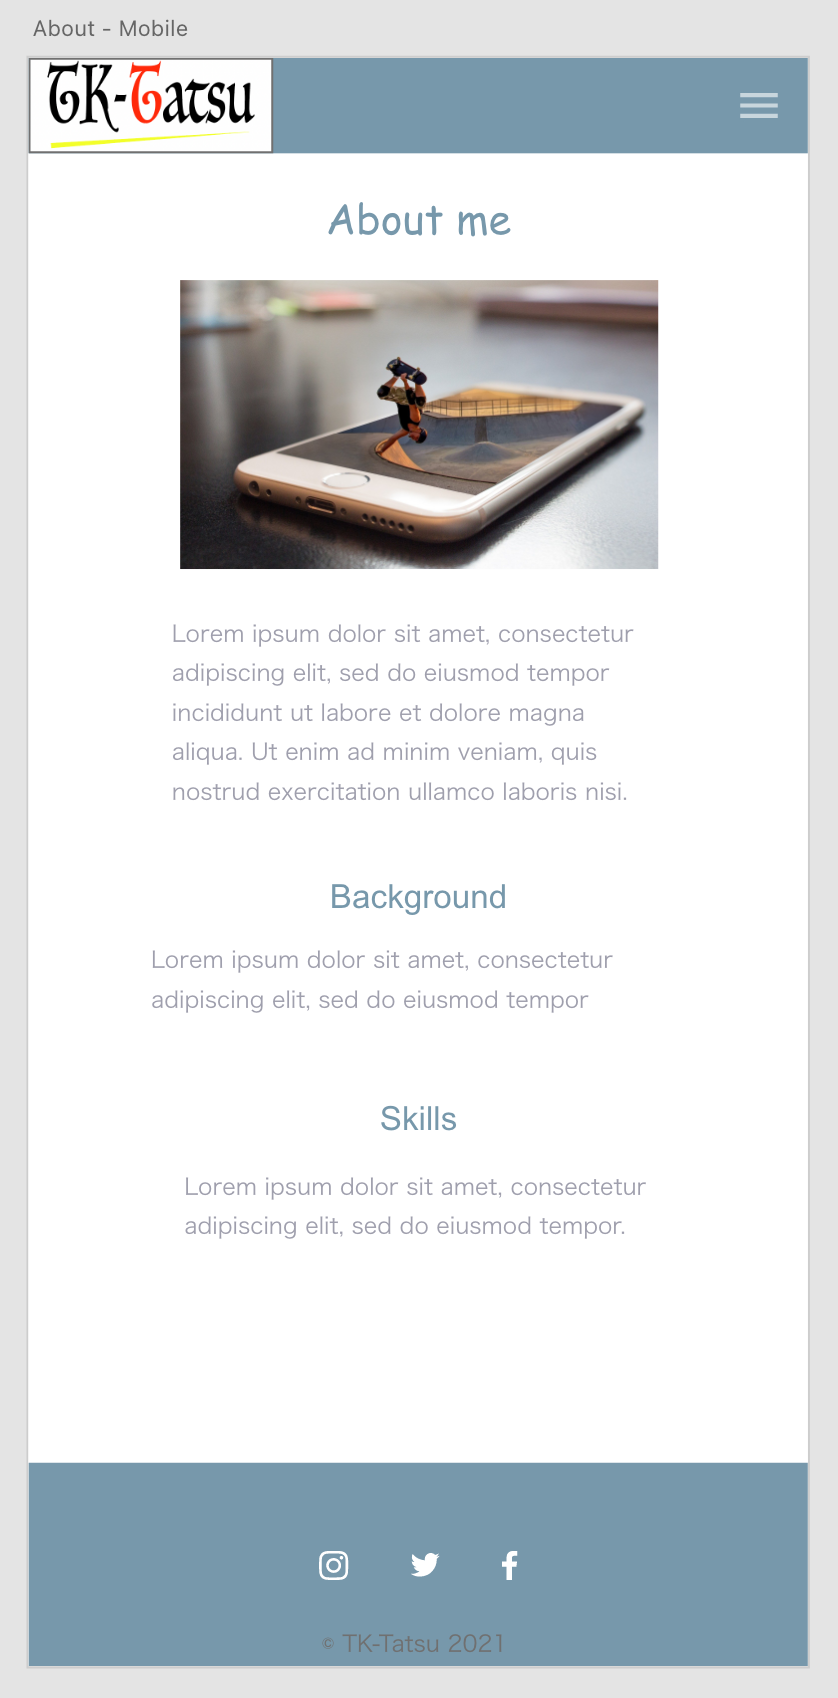 About - Mobile
TK-Tatsu
About me
Lorem ipsum dolor sit amet, consectetur
adipiscing elit, sed do eiusmod tempor
incididunt ut labore et dolore magna
aliqua. Ut enim ad minim veniam, quis
nostrud exercitation ullamco laboris nisi.
Background
Lorem ipsum dolor sit amet, consectetur
adipiscing elit, sed do eiusmod tempor
Skills
Lorem ipsum dolor sit amet, consectetur
adipiscing elit, sed do eiusmod tempor.
© TK-Tatsu 2021